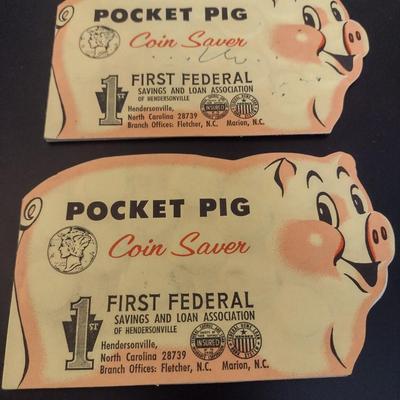 POCKET PIG
Coin Saver
1ST
FIRST FEDERAL
SAVINGS AND LOAN ASSOCIATION
OF HENDERSONVILLE
Hendersonville,
North Carolina 28739
Branch Offices: Fletcher, N.C. Marion, N.C.
INSURED
POCKET PIG
Coin Saver
1ST
FIRST FEDERAL
SAVINGS AND LOAN ASSOCIATION
OF HENDERSONVILLE
Hendersonville,
North Carolina 28739
Branch Offices: Fletcher, N.C. Marion, N.C.
INSURED